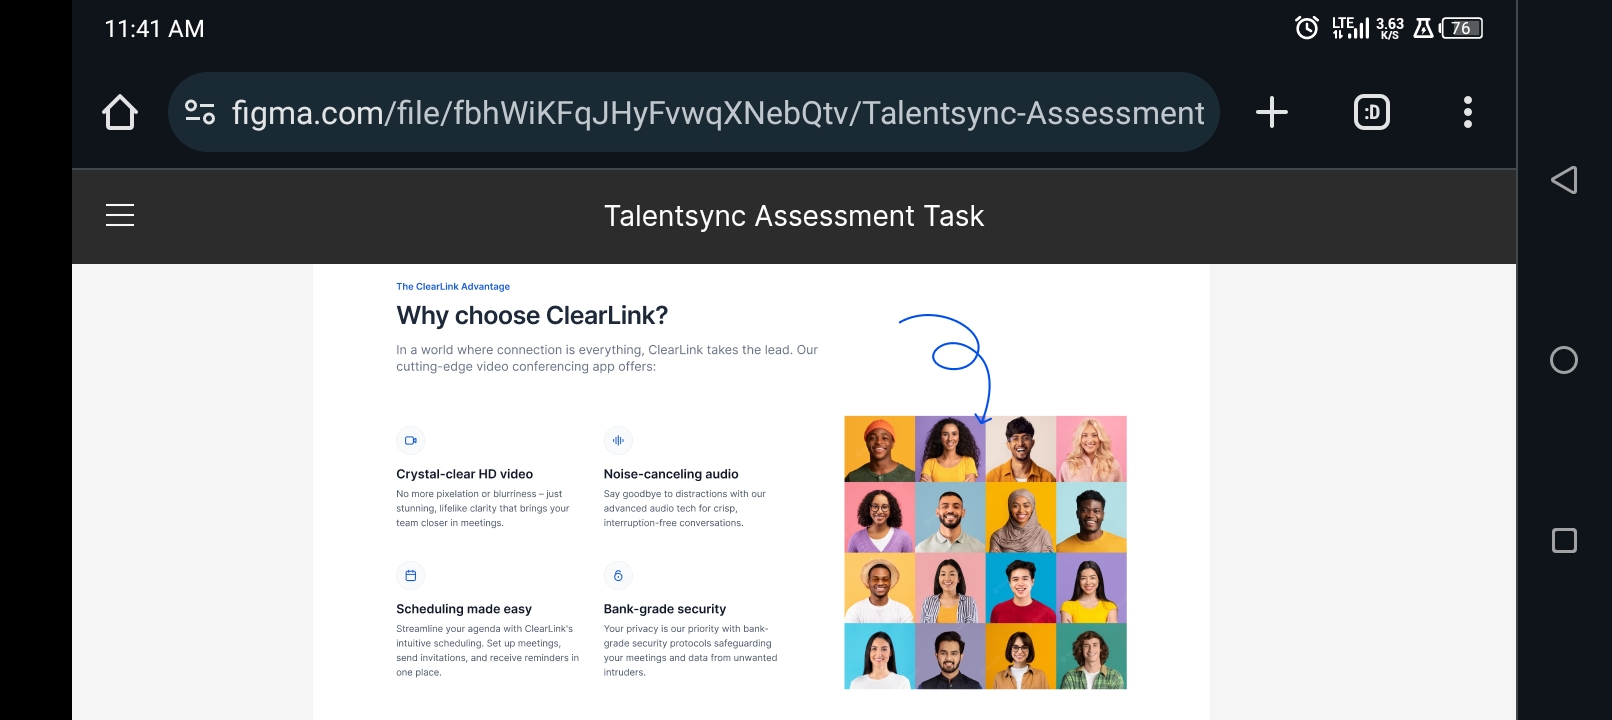 11:41 AM
LTE 3.63 K/S 76
figma.com/file/fbhWiKFqJHyFvwqXNebQtv/Talentsync-Assessment
:D
Talentsync Assessment Task
The ClearLink Advantage
Why choose ClearLink?
In a world where connection is everything, ClearLink takes the lead. Our
cutting-edge video conferencing app offers:
Crystal-clear HD video
No more pixelation or blurriness – just
stunning, lifelike clarity that brings your
team closer in meetings.
Noise-canceling audio
Say goodbye to distractions with our
advanced audio tech for crisp,
interruption-free conversations.
Scheduling made easy
Streamline your agenda with ClearLink's
intuitive scheduling. Set up meetings,
send invitations, and receive reminders in
one place.
Bank-grade security
Your privacy is our priority with bank-
grade security protocols safeguarding
your meetings and data from unwanted
intruders.